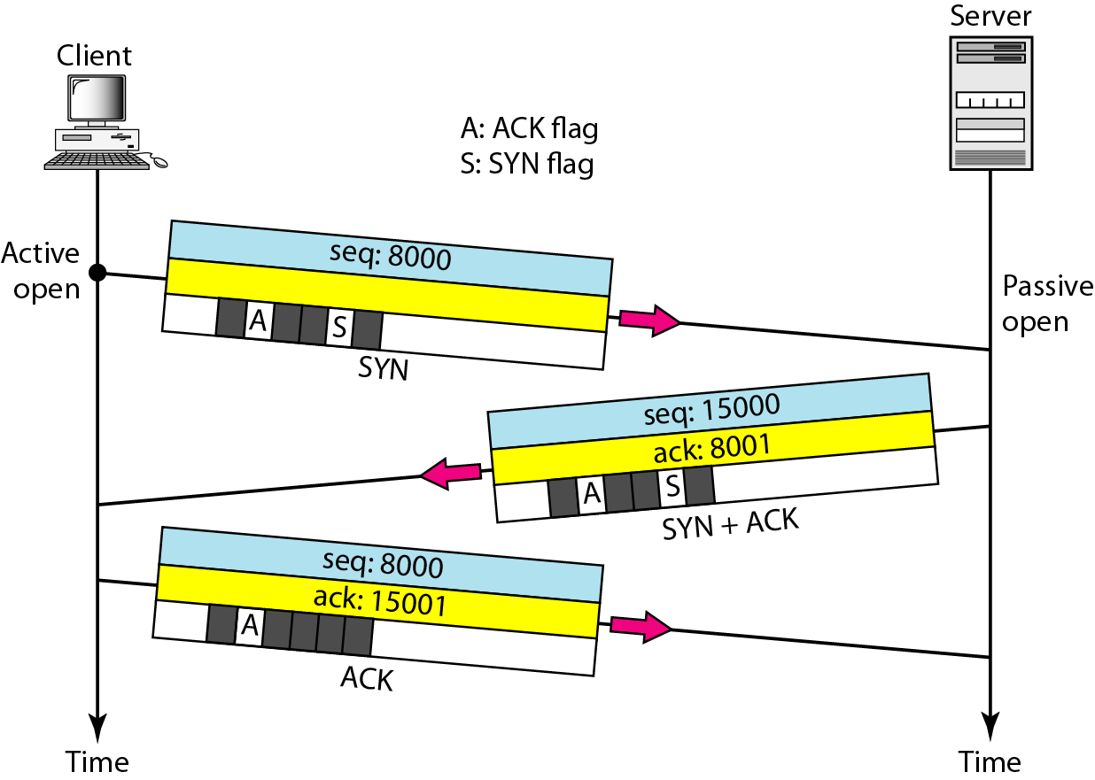 Server
Client
A: ACK flag
S: SYN flag
Active
open
seq: 8000
A S
SYN
Passive
open
seq: 15000
ack: 8001
A S
SYN + ACK
seq: 8000
ack: 15001
A
ACK
Time
Time